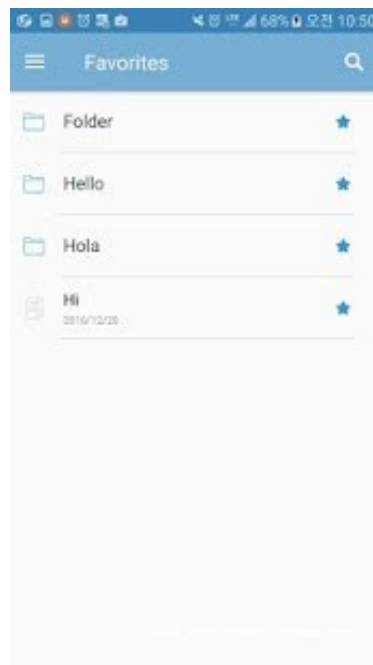 68% 오전 10:50
Favorites
Folder
Hello
Hola
Hi
2016/12/20